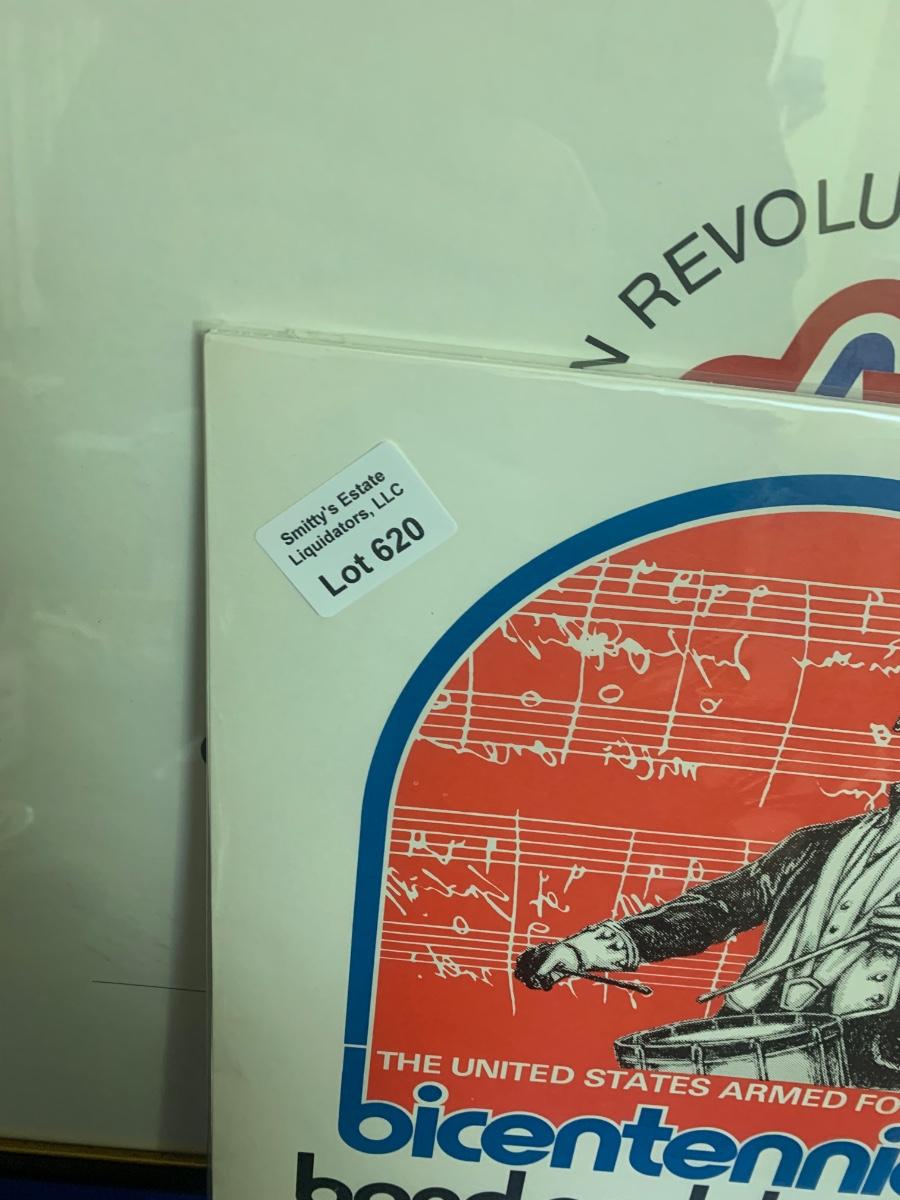 N REVOLU
Smitty's Estate
Liquidators, LLC
Lot 620
THE UNITED STATES ARMED FO
bicentenni